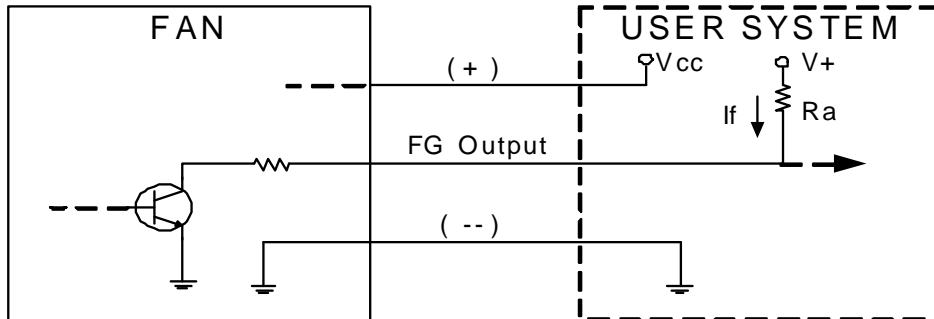 FAN
USER SYSTEM
(+)
Vcc
V+
If
Ra
FG Output
(--)